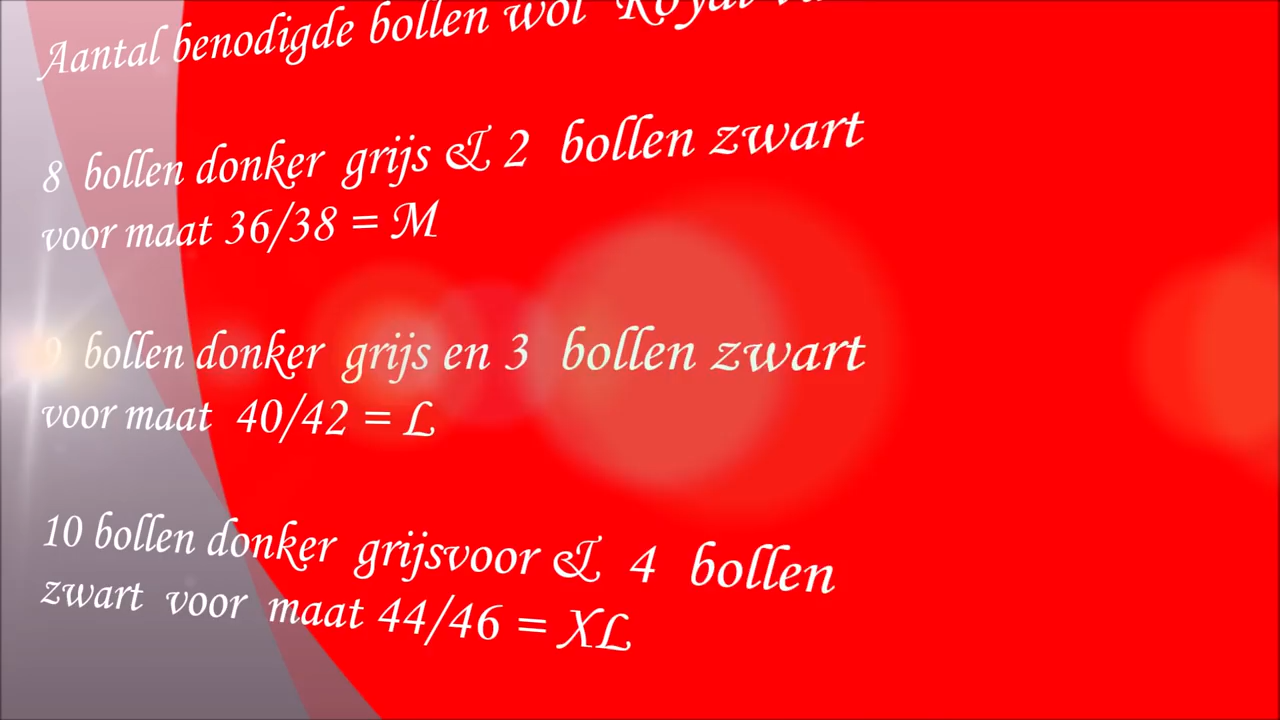 Aantal benodigde bollen wol Royal
8 bollen donker grijs & 2 bollen zwart
voor maat 36/38 = M
9 bollen donker grijs en 3 bollen zwart
voor maat 40/42 = L
10 bollen donker grijsvoor & 4 bollen
zwart voor maat 44/46 = XL